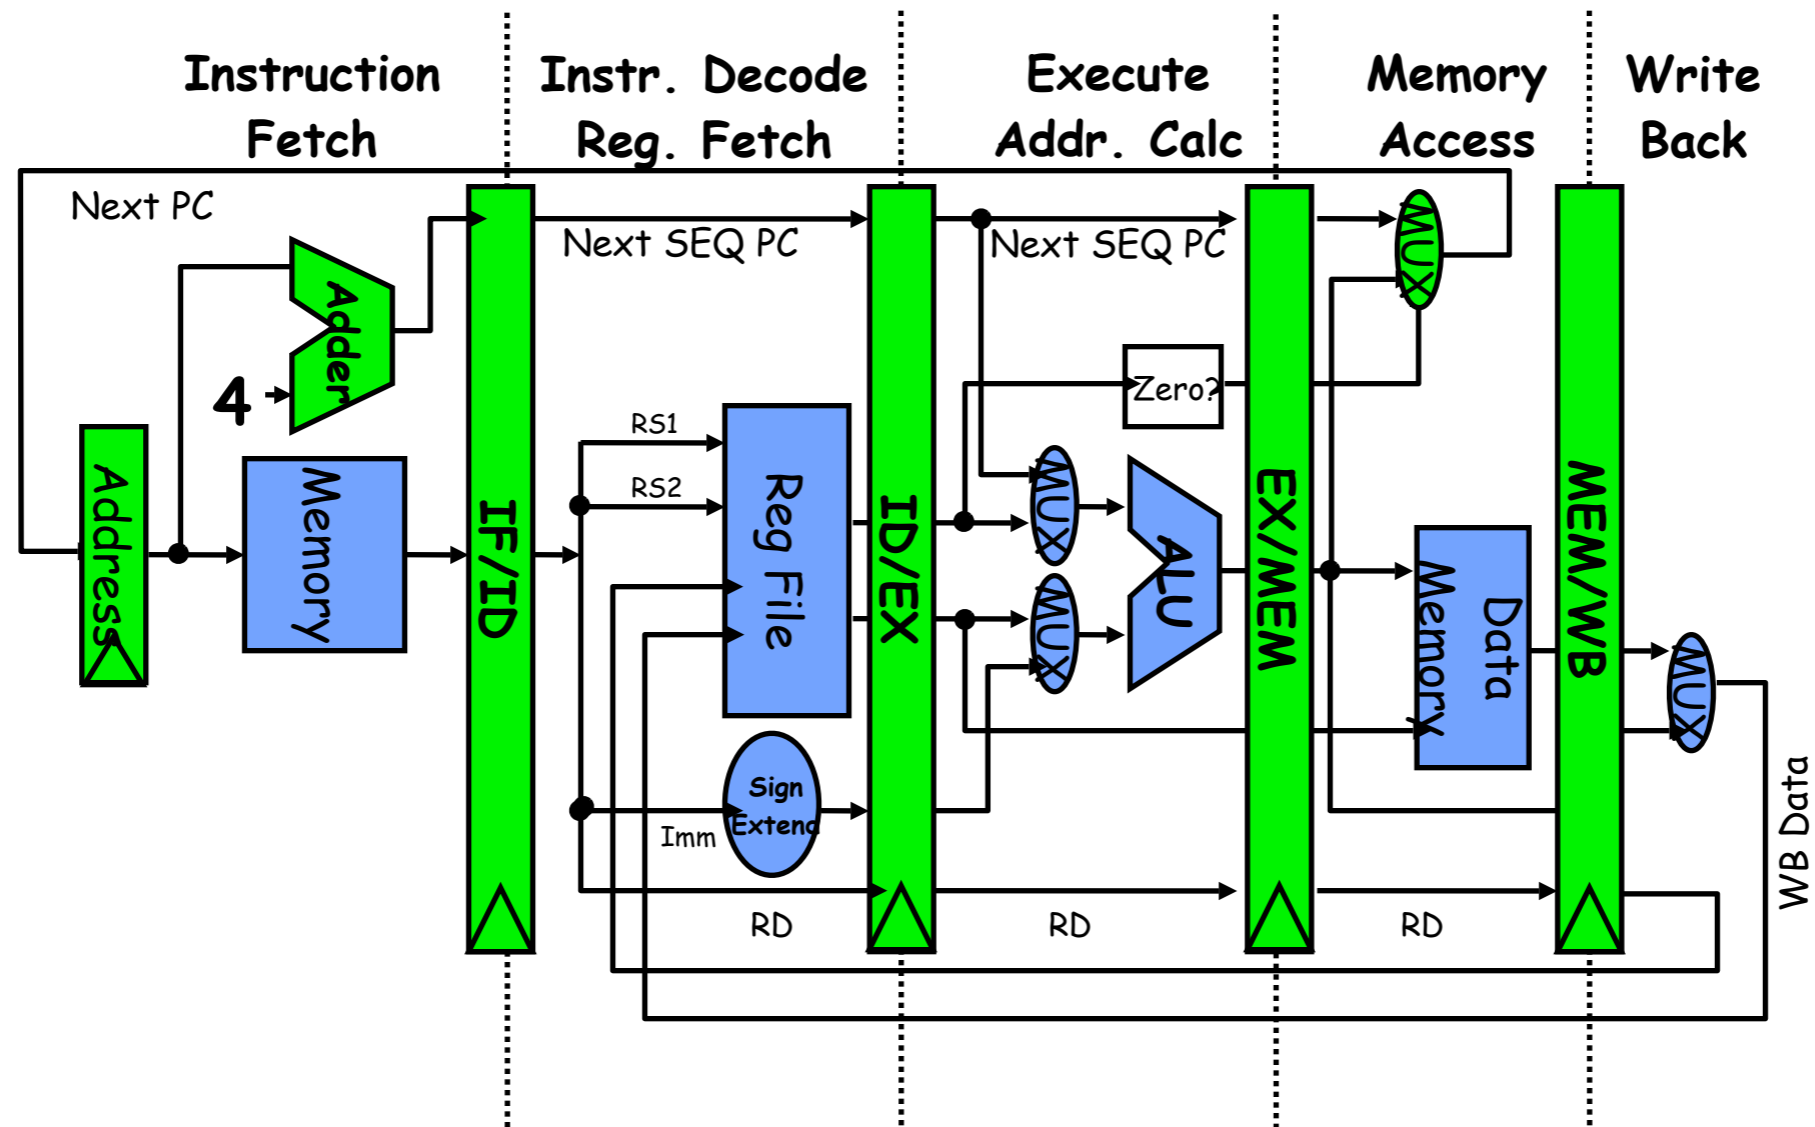 Instruction
Fetch
Instr. Decode
Reg. Fetch
Execute
Addr. Calc
Memory
Access
Write
Back
Next PC
Next SEQ PC
Next SEQ PC
MUX
Adder
4
Zero?
RS1
RS2
Address
Memory
IF/ID
Reg File
ID/EX
MUX
MUX
ALU
EX/MEM
Data
Memory
MEM/WB
MUX
Sign
Extend
Imm
WB Data
RD
RD
RD